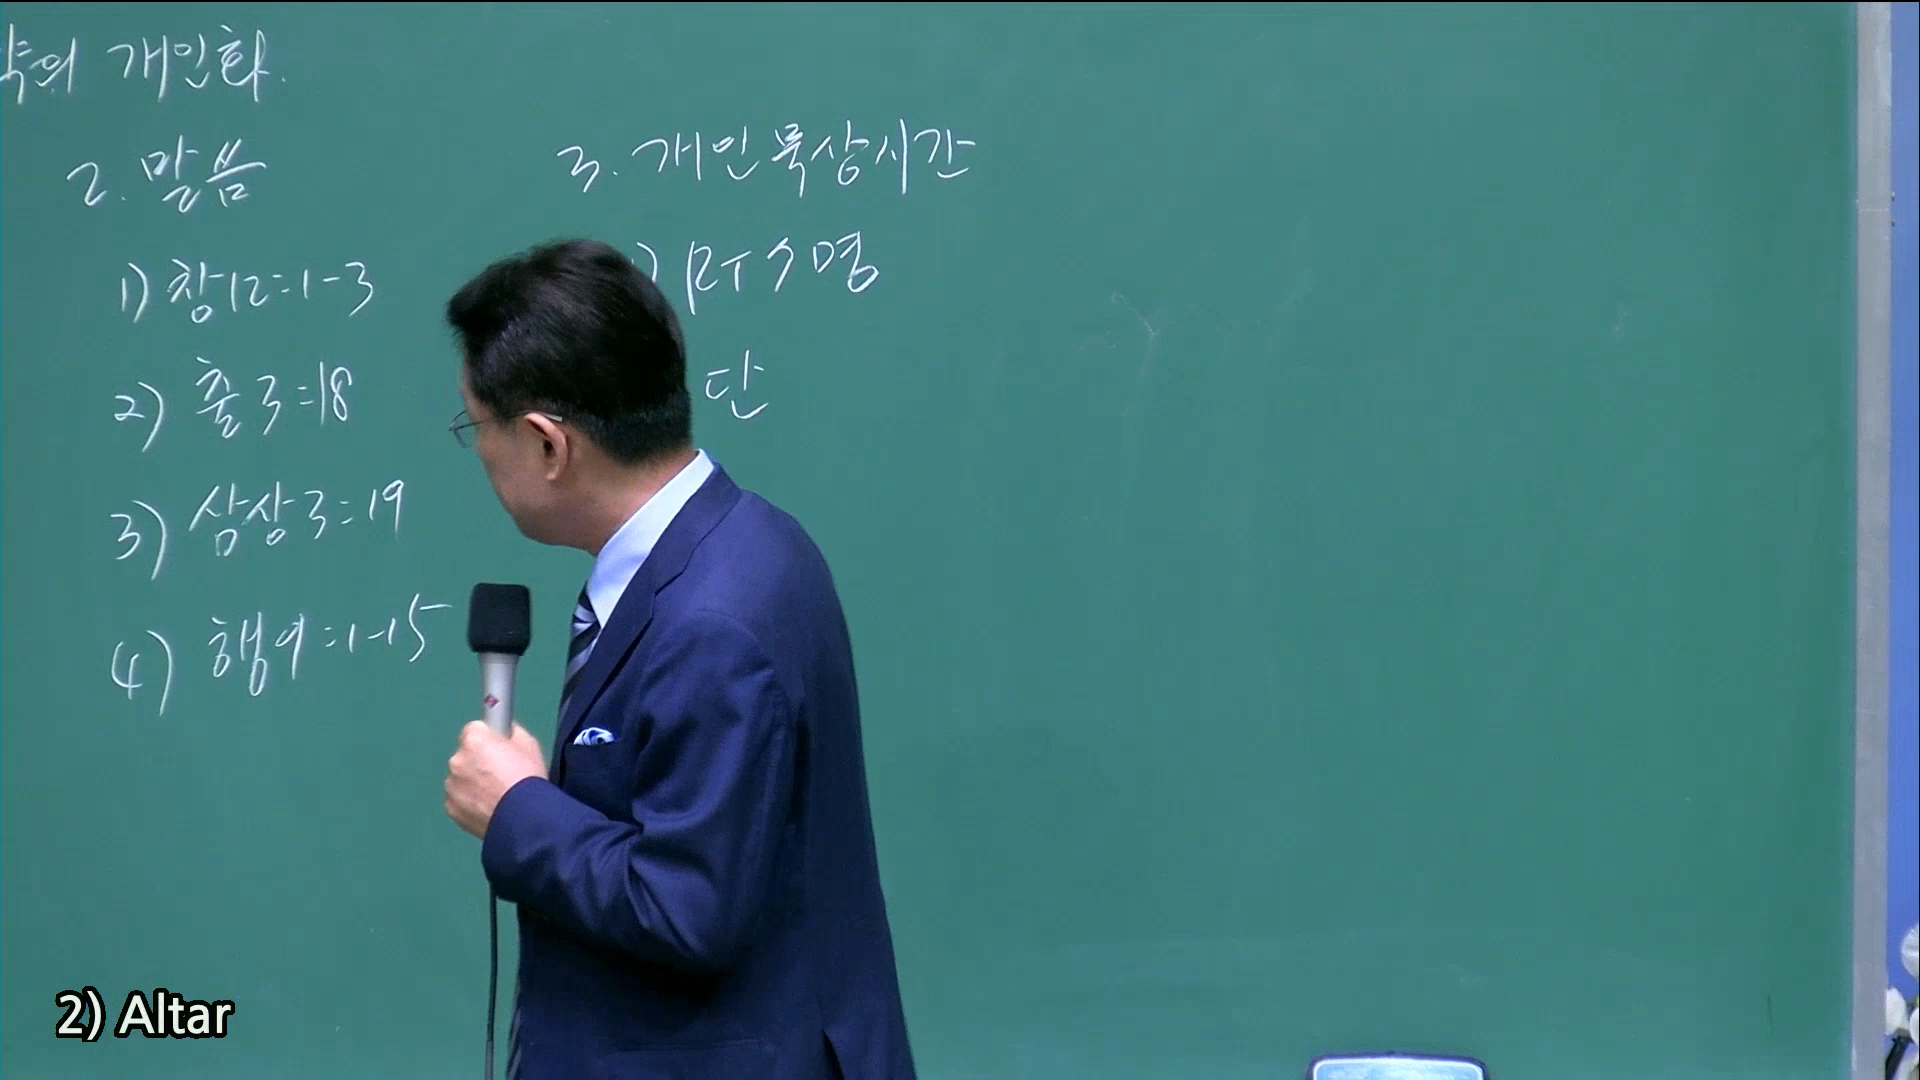 의 개인화.
2. 말씀
1) 창12:1-3
2) 출3:18
3) 삼상3:19
4) 행9:1-15
3. 개인묵상시간
) RT 7명
단
2) Altar